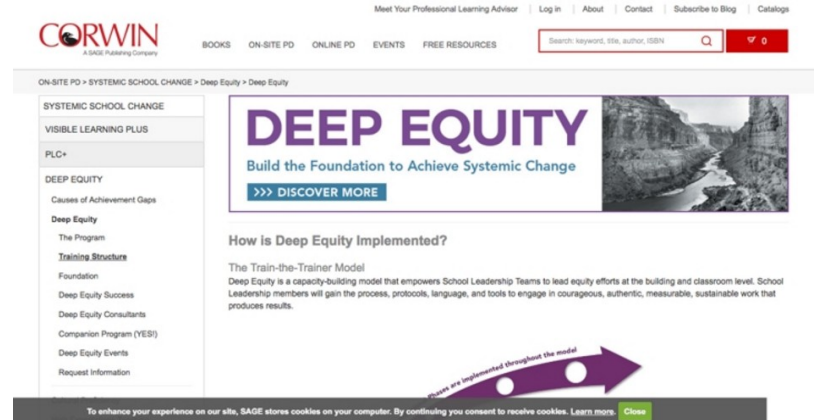 Meet Your Professional Learning Advisor Log in About Contact Subscribe to Blog Catalogs
CORWIN
A SAGE Publishing Company
BOOKS ON-SITE PD ONLINE PD EVENTS FREE RESOURCES
Search: keyword, title, author, ISBN
0
ON-SITE PD > SYSTEMIC SCHOOL CHANGE > Deep Equity > Deep Equity
SYSTEMIC SCHOOL CHANGE
VISIBLE LEARNING PLUS
PLC+
DEEP EQUITY
Causes of Achievement Gaps
Deep Equity
The Program
Training Structure
Foundation
Deep Equity Success
Deep Equity Consultants
Companion Program (YES!)
Deep Equity Events
Request Information
DEEP EQUITY
Build the Foundation to Achieve Systemic Change
>>> DISCOVER MORE
How is Deep Equity Implemented?
The Train-the-Trainer Model
Deep Equity is a capacity-building model that empowers School Leadership Teams to lead equity efforts at the building and classroom level. School
Leadership members will gain the process, protocols, language, and tools to engage in courageous, authentic, measurable, sustainable work that
produces results.
Phases are implemented throughout the model
To enhance your experience on our site, SAGE stores cookies on your computer. By continuing you consent to receive cookies. Learn more. Close